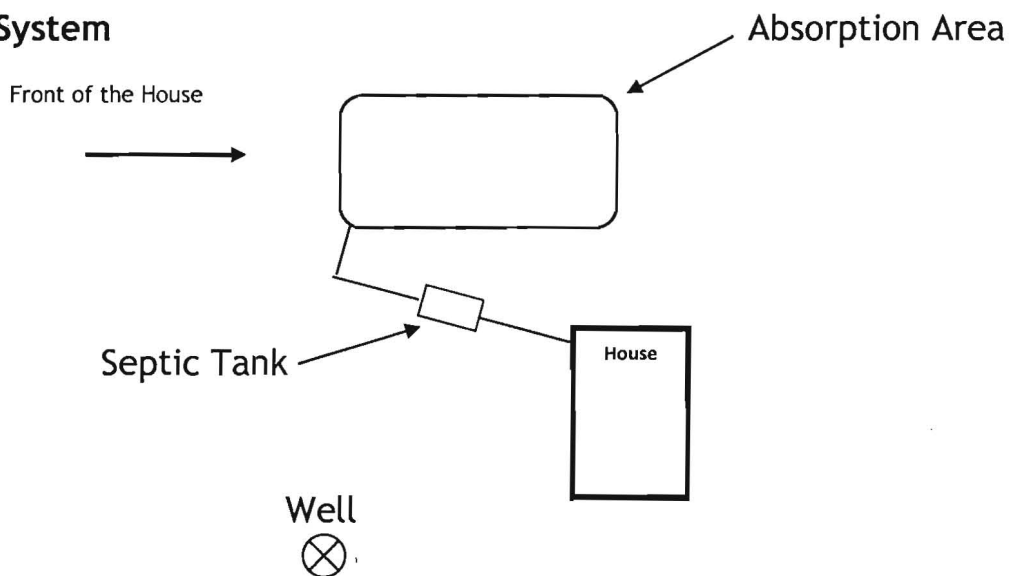 System
Absorption Area
Front of the House
Septic Tank
House
Well